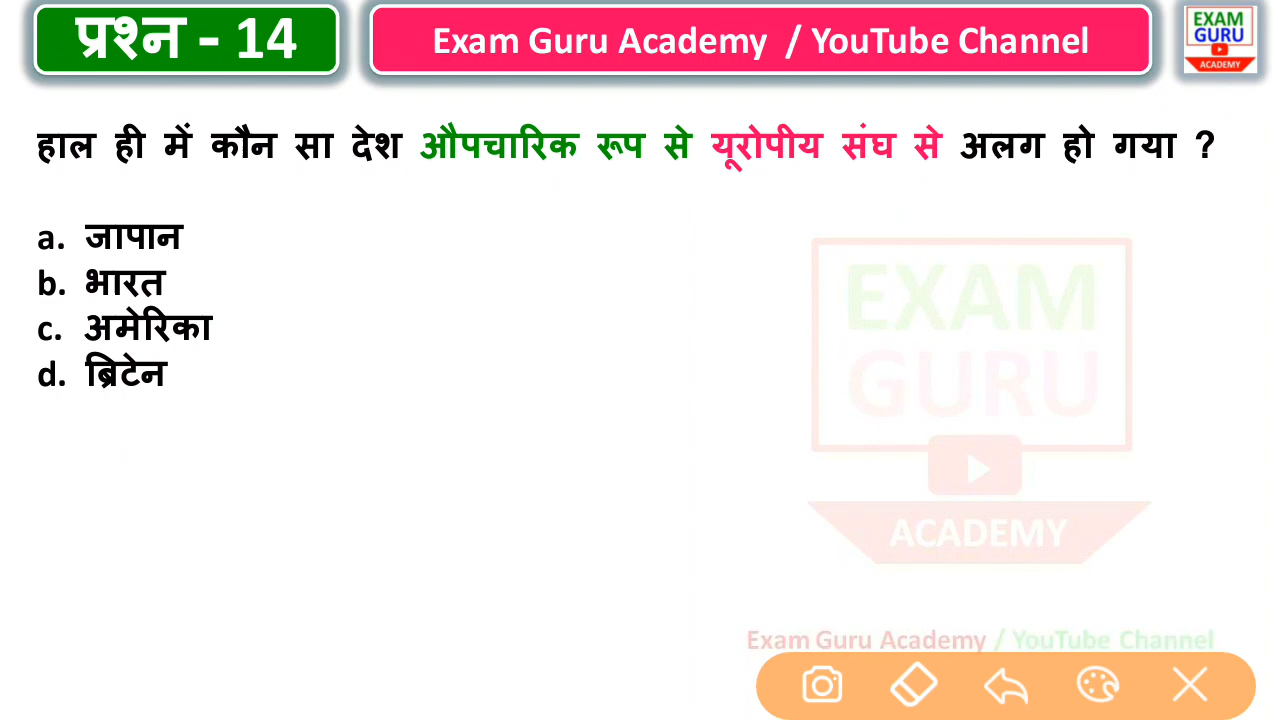 प्रश्न - 14
Exam Guru Academy / YouTube Channel
EXAM
GURU
ACADEMY
हाल ही में कौन सा देश औपचारिक रूप से यूरोपीय संघ से अलग हो गया ?
a. जापान
b. भारत
c. अमेरिका
d. ब्रिटेन
EXAM
GURU
ACADEMY
Exam Guru Academy / YouTube Channel